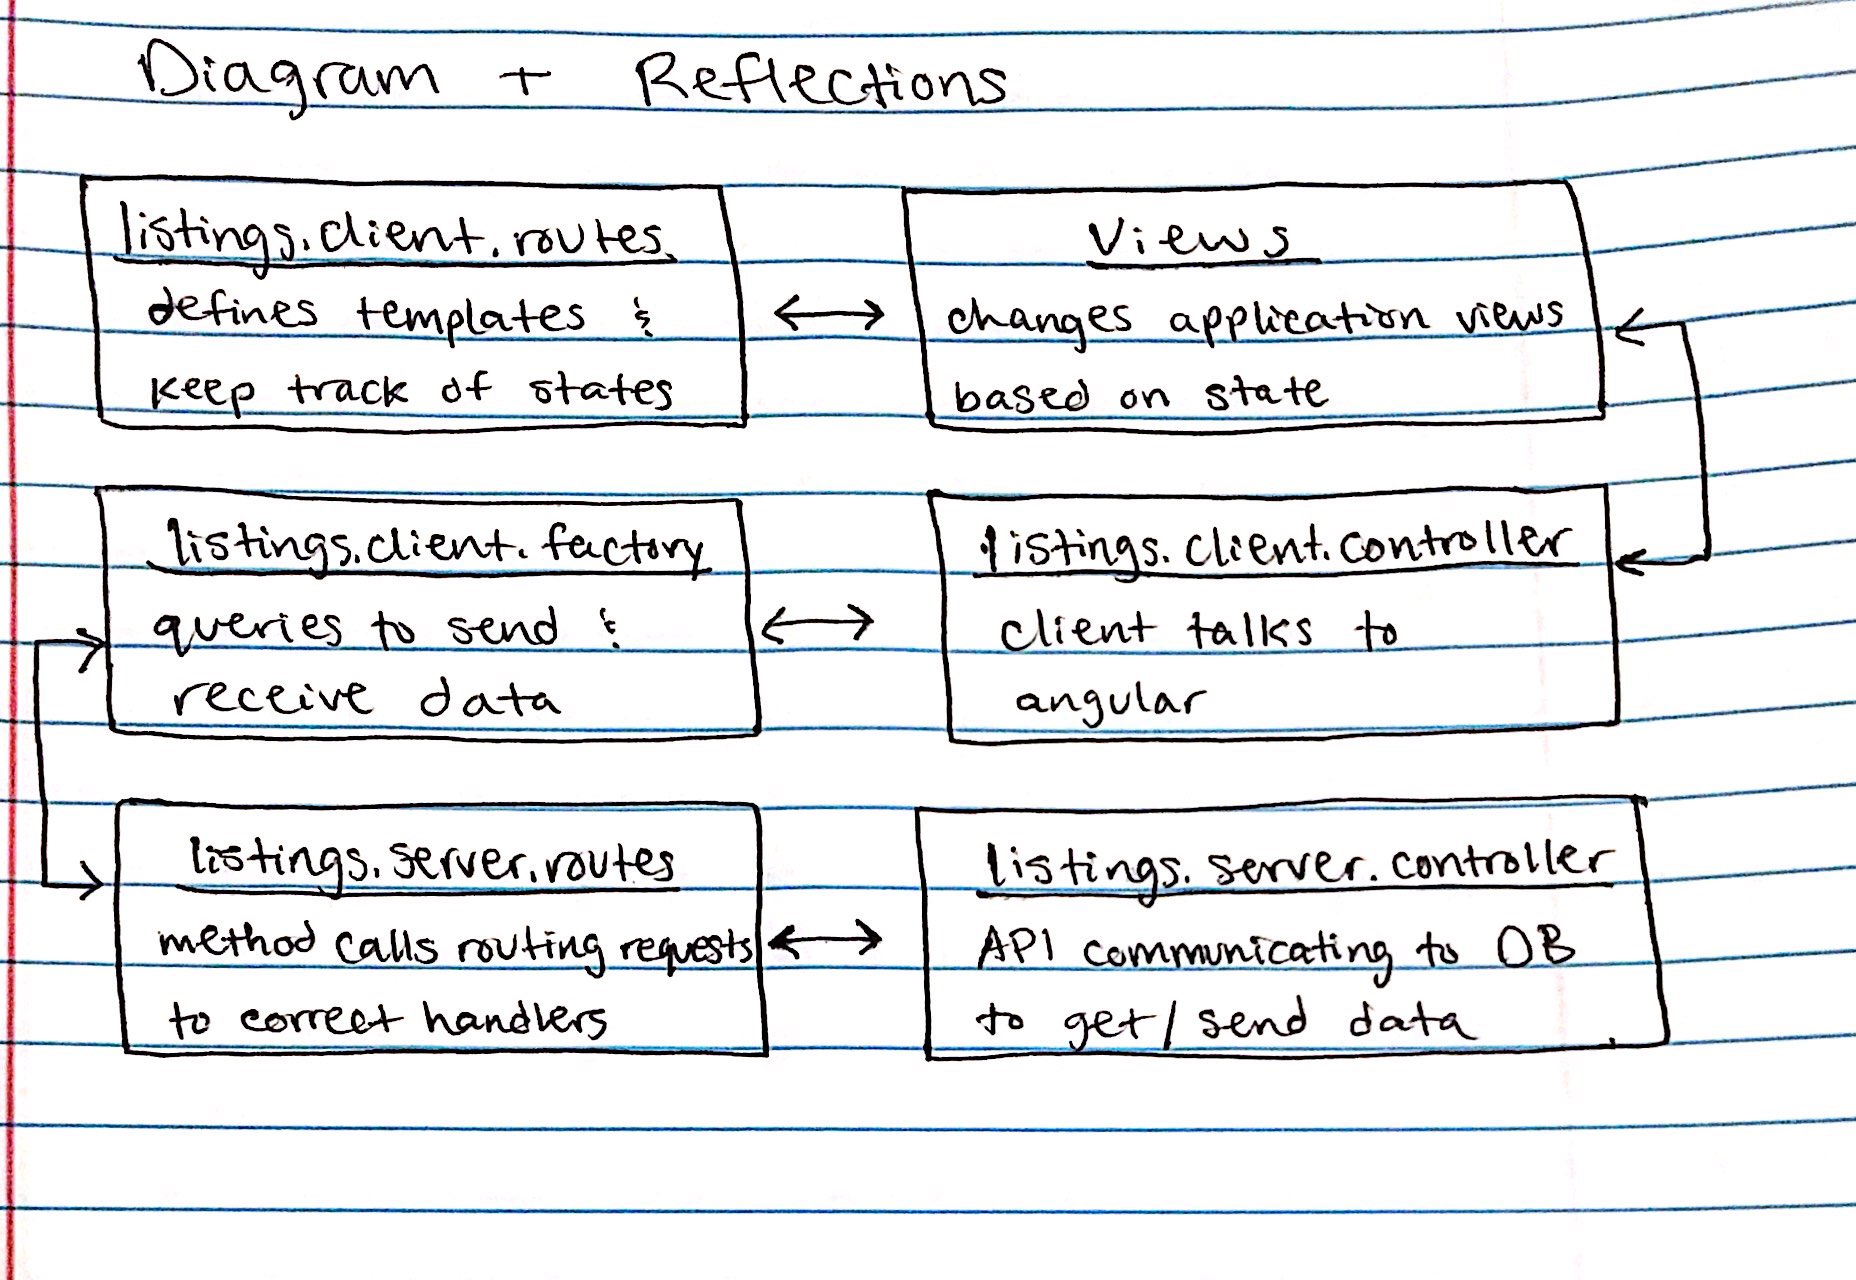 Diagram + Reflections
listings.client.routes
defines templates &
keep track of states
Views
changes application views
based on state
listings.client.factory
queries to send &
receive data
listings.client.controller
client talks to
angular
listings.server.routes
method calls routing requests
to correct handlers
listings.server.controller
API communicating to DB
to get/send data